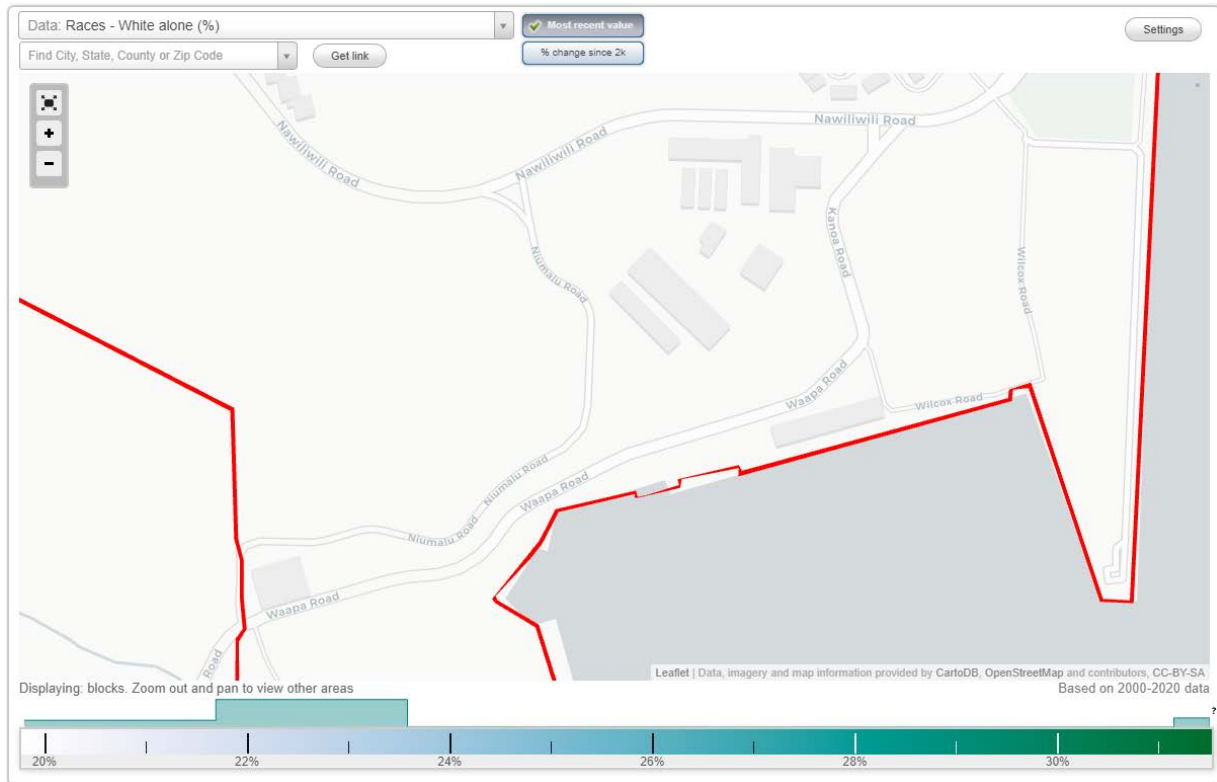 Data: Races - White alone (%)
Most recent value
Settings
Find City, State, County or Zip Code
Get link
% change since 2k
+
-
Nawiliwili Road
Nawiliwili Road
Nawiliwili Road
Kanoa Road
Niumalu Road
Wilcox Road
Waapa Road
Wilcox Road
Niumalu Road
Waapa Road
Niumalu Road
Waapa Road
Road
Leaflet | Data, imagery and map information provided by CartoDB, OpenStreetMap and contributors, CC-BY-SA
Displaying: blocks. Zoom out and pan to view other areas
Based on 2000-2020 data
?
20% 22% 24% 26% 28% 30%